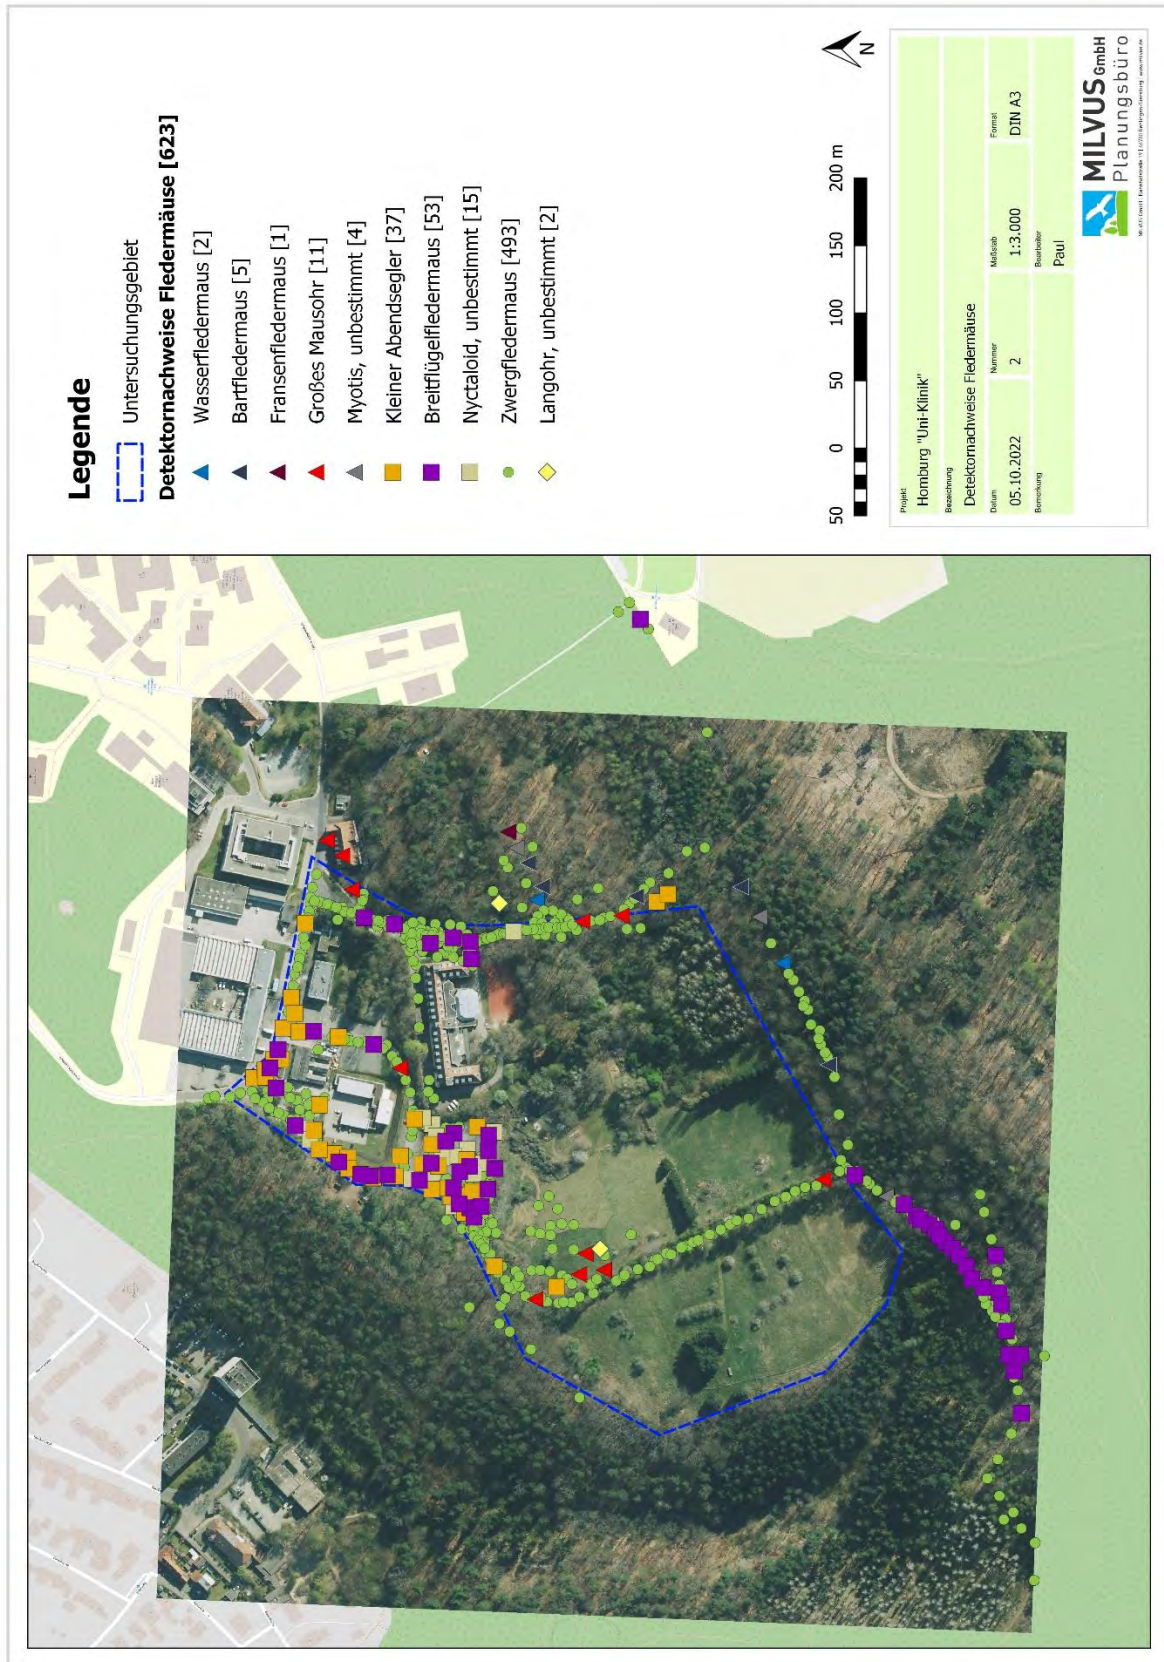 Legende
Untersuchungsgebiet
Detektornachweise Fledermäuse [623]
Wasserfledermaus [2]
Bartfledermaus [5]
Fransenfledermaus [1]
Großes Mausohr [11]
Myotis, unbestimmt [4]
Kleiner Abendsegler [37]
Breitflügelfledermaus [53]
Nyctaloid, unbestimmt [15]
Zwergfledermaus [493]
Langohr, unbestimmt [2]
N
50 0 50 100 150 200 m
Projekt
Homburg "Uni-Klinik"
Bezeichnung
Detektornachweise Fledermäuse
Datum Nummer Maßstab Format
05.10.2022 2 1:3.000 DIN A3
Bemerkung Bearbeiter
Paul
MILVUS GmbH
Planungsbüro